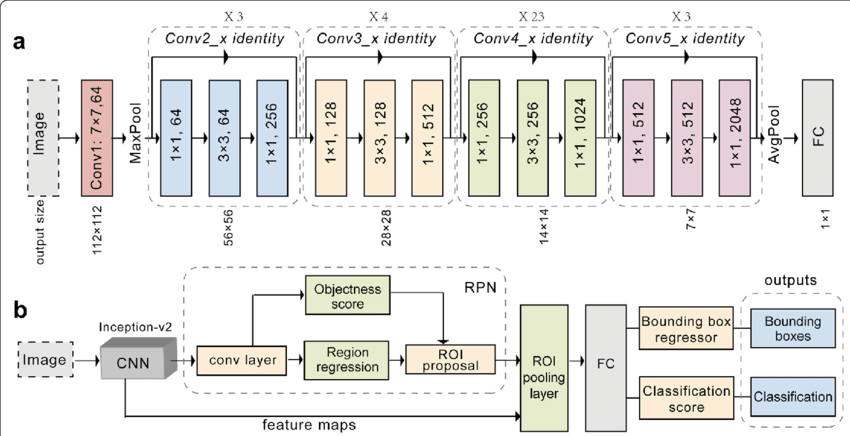 a
X 3
X 4
X 23
X 3
Conv2_x identity
Conv3_x identity
Conv4_x identity
Conv5_x identity
Image
Conv1: 7×7,64
MaxPool
1×1, 64
3×3, 64
1×1, 256
1×1, 128
3×3, 128
1×1, 512
1×1, 256
3×3, 256
1×1, 1024
1×1, 512
3×3, 512
1×1, 2048
AvgPool
FC
output size
112×112
56×56
28×28
14×14
7×7
1×1
b
Image
Inception-v2
CNN
RPN
Objectness
score
conv layer
Region
regression
ROI
proposal
feature maps
ROI
pooling
layer
FC
Bounding box
regressor
Classification
score
outputs
Bounding
boxes
Classification